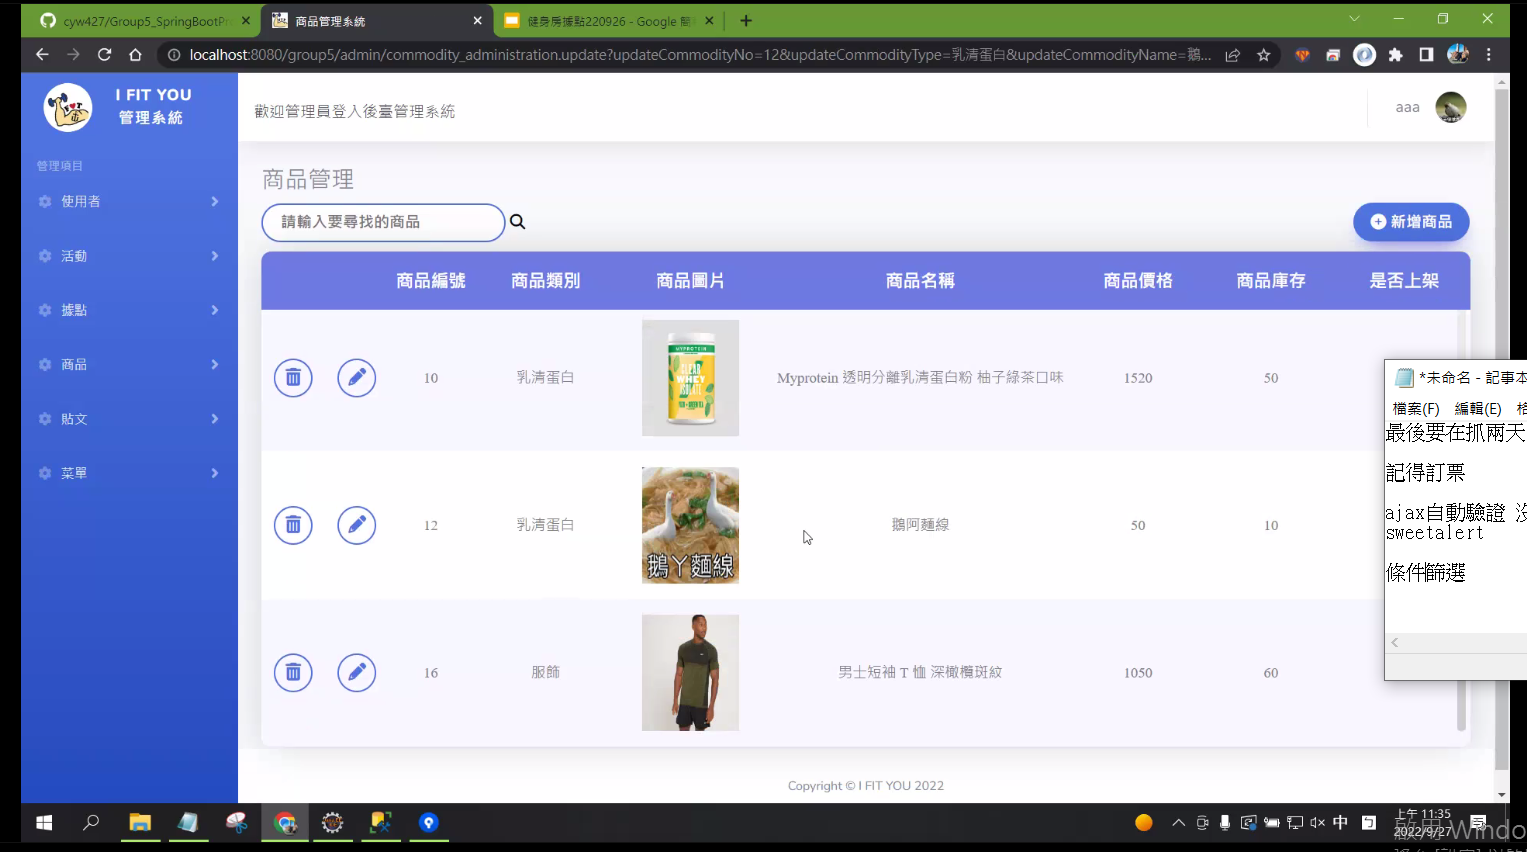 cyw427/Group5_SpringBootPro
商品管理系統
健身房據點220926 - Google 簡
localhost:8080/group5/admin/commodity_administration.update?updateCommodityNo=12&updateCommodityType=乳清蛋白&updateCommodityName=鵝...
I FIT YOU
管理系統
歡迎管理員登入後臺管理系統
aaa
管理項目
使用者
活動
據點
商品
貼文
菜單
商品管理
請輸入要尋找的商品
新增商品
商品編號 商品類別 商品圖片 商品名稱 商品價格 商品庫存 是否上架
MYPROTEIN
CLEAR
WHEY
ISOLATE
10 乳清蛋白 Myprotein 透明分離乳清蛋白粉 柚子綠茶口味 1520 50
12 乳清蛋白 鵝阿麵線 50 10
鵝丫麵線
16 服飾 男士短袖 T 恤 深橄欖斑紋 1050 60
*未命名 - 記事本
檔案(F) 編輯(E) 格
最後要在抓兩天
記得訂票
ajax自動驗證 沒
sweetalert
條件篩選
Copyright © I FIT YOU 2022
中
上午 11:35
2022/9/27
啟用 Windo